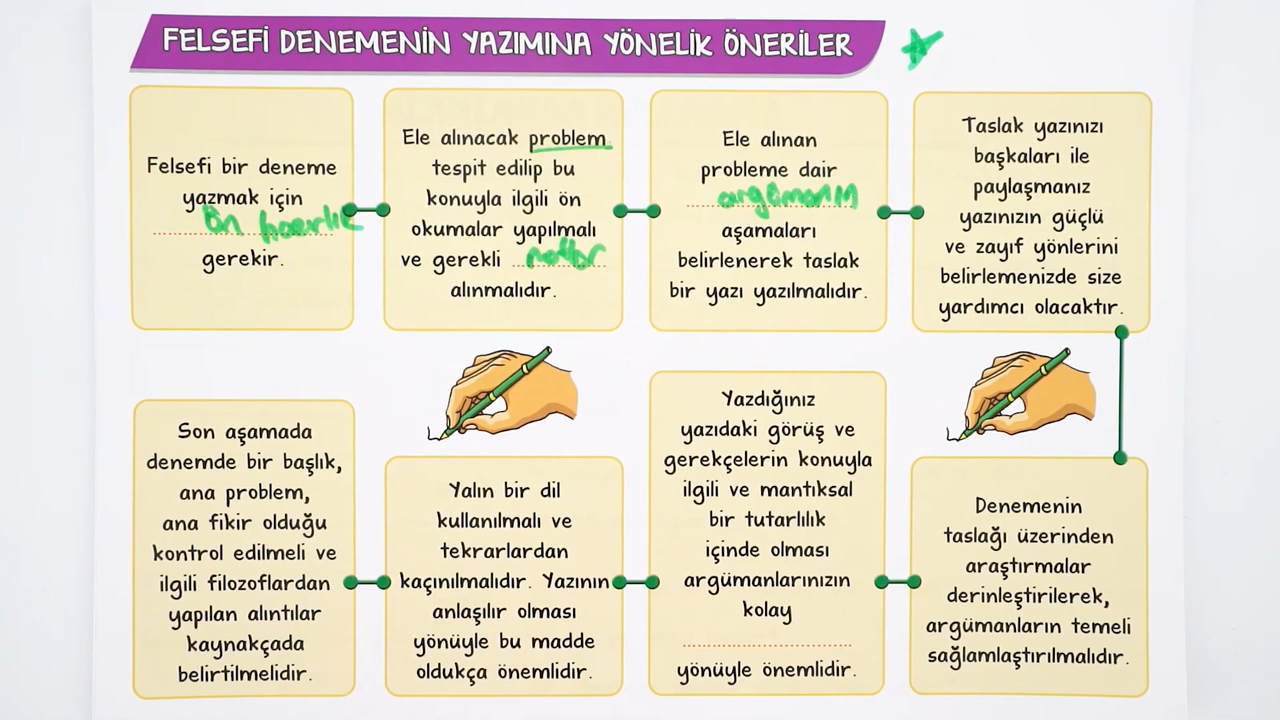 FELSEFİ DENEMENİN YAZIMINA YÖNELİK ÖNERİLER
Felsefi bir deneme
yazmak için
ön hazırlık
gerekir.
Ele alınacak problem
tespit edilip bu
konuyla ilgili ön
okumalar yapılmalı
ve gerekli notlar
alınmalıdır.
Ele alınan
probleme dair
argümanın
aşamaları
belirlenerek taslak
bir yazı yazılmalıdır.
Taslak yazınızı
başkaları ile
paylaşmanız
yazınızın güçlü
ve zayıf yönlerini
belirlemenizde size
yardımcı olacaktır.
Denemenin
taslağı üzerinden
araştırmalar
derinleştirilerek,
argümanların temeli
sağlamlaştırılmalıdır.
Yazdığınız
yazıdaki görüş ve
gerekçelerin konuyla
ilgili ve mantıksal
bir tutarlılık
içinde olması
argümanlarınızın
kolay
yönüyle önemlidir.
Yalın bir dil
kullanılmalı ve
tekrarlardan
kaçınılmalıdır. Yazının
anlaşılır olması
yönüyle bu madde
oldukça önemlidir.
Son aşamada
denemde bir başlık,
ana problem,
ana fikir olduğu
kontrol edilmeli ve
ilgili filozoflardan
yapılan alıntılar
kaynakçada
belirtilmelidir.